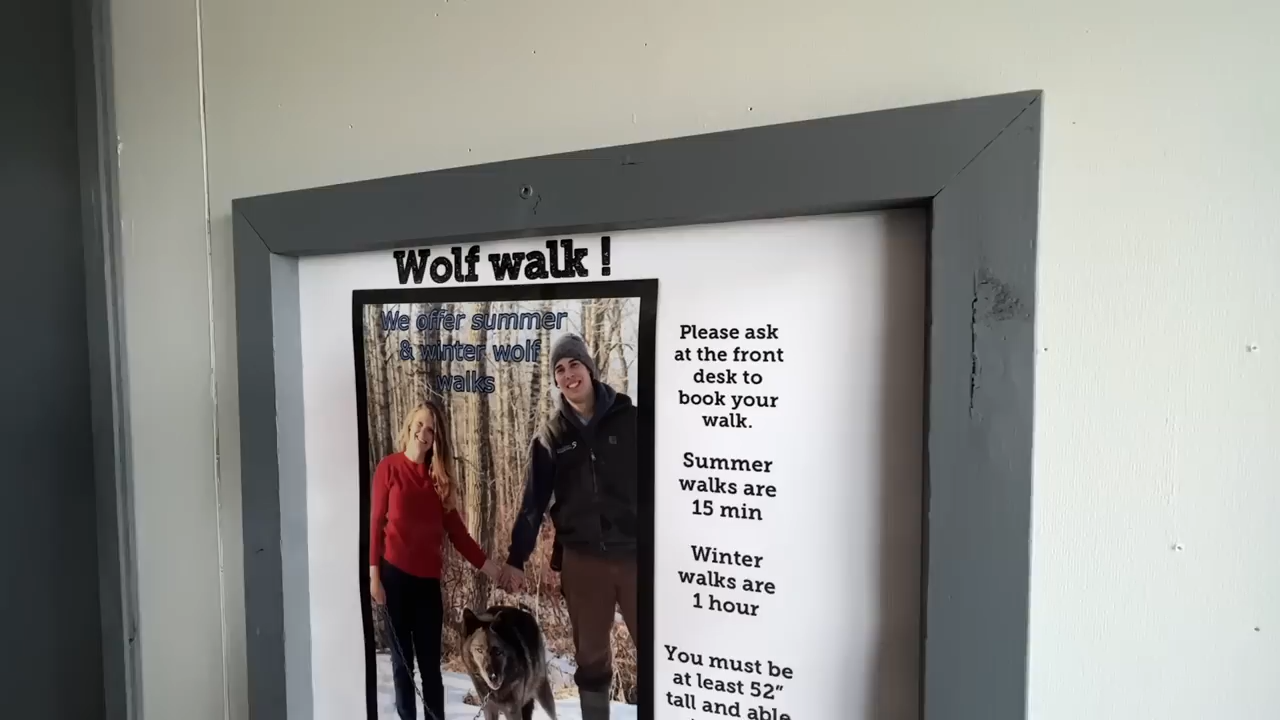 Wolf walk !
We offer summer
& winter wolf
walks
Please ask
at the front
desk to
book your
walk.
Summer
walks are
15 min
Winter
walks are
1 hour
You must be
at least 52”
tall and able